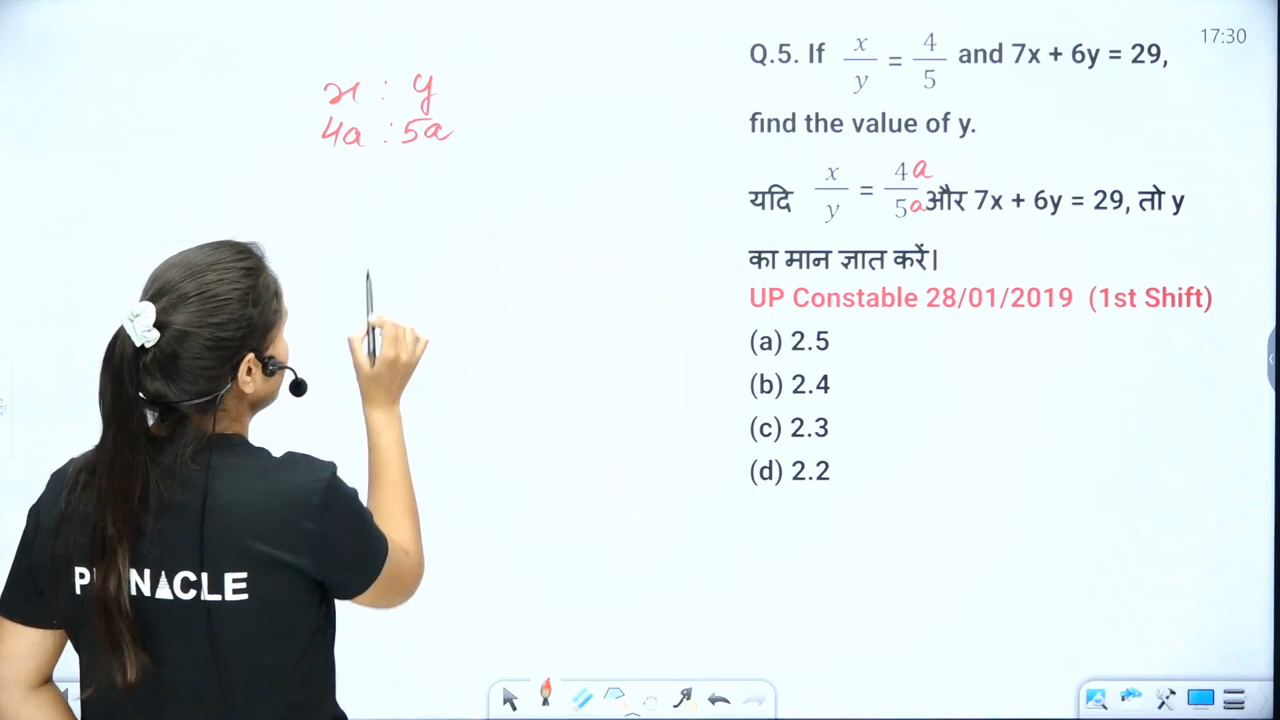 17:30
x : y
4a : 5a
Q.5. If x/y = 4/5 and 7x + 6y = 29,
find the value of y.
यदि x/y = 4a/5a और 7x + 6y = 29, तो y
का मान ज्ञात करें।
UP Constable 28/01/2019 (1st Shift)
(a) 2.5
(b) 2.4
(c) 2.3
(d) 2.2